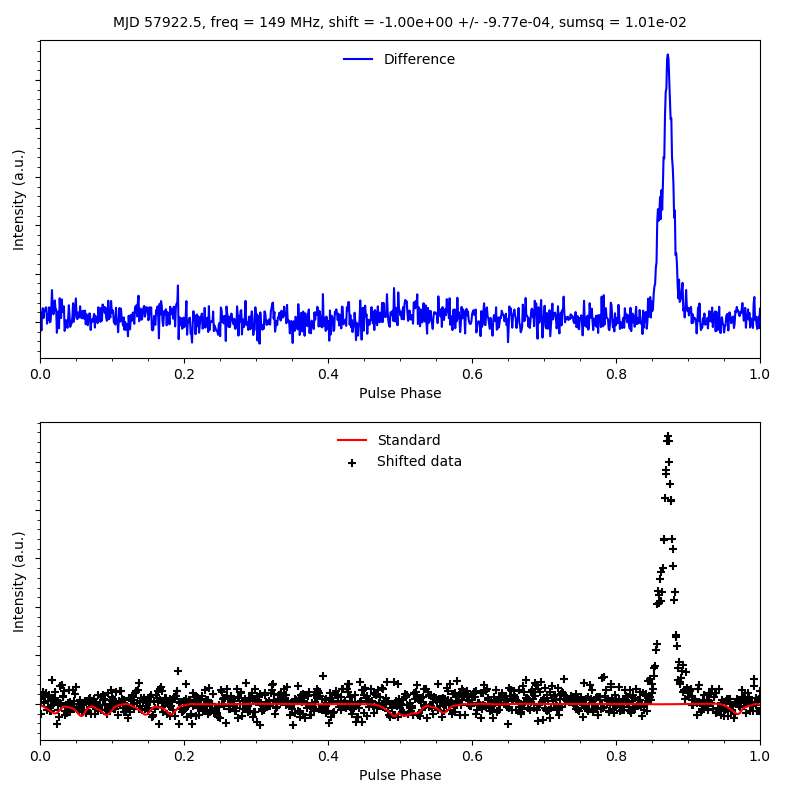 MJD 57922.5, freq = 149 MHz, shift = -1.00e+00 +/- -9.77e-04, sumsq = 1.01e-02
Difference
Intensity (a.u.)
0.0 0.2 0.4 0.6 0.8 1.0
Pulse Phase
Standard
Shifted data
Intensity (a.u.)
0.0 0.2 0.4 0.6 0.8 1.0
Pulse Phase